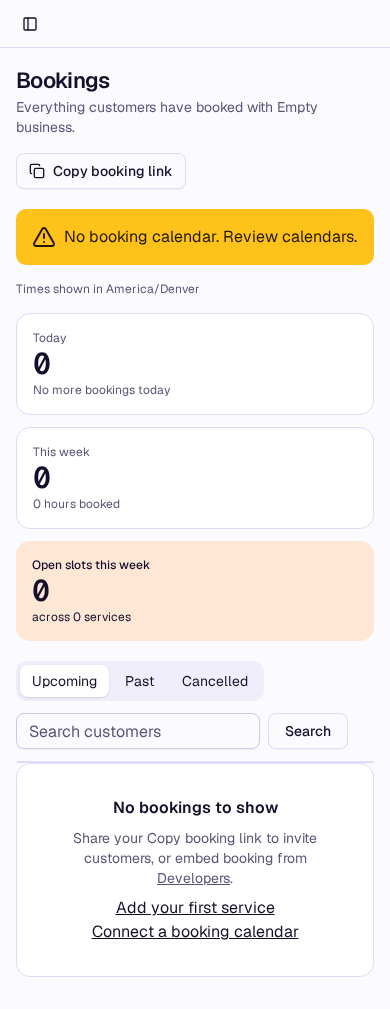 Bookings
Everything customers have booked with Empty
business.
Copy booking link
No booking calendar. Review calendars.
Times shown in America/Denver
Today
0
No more bookings today
This week
0
0 hours booked
Open slots this week
0
across 0 services
Upcoming
Past
Cancelled
Search customers
Search
No bookings to show
Share your Copy booking link to invite
customers, or embed booking from
Developers.
Add your first service
Connect a booking calendar